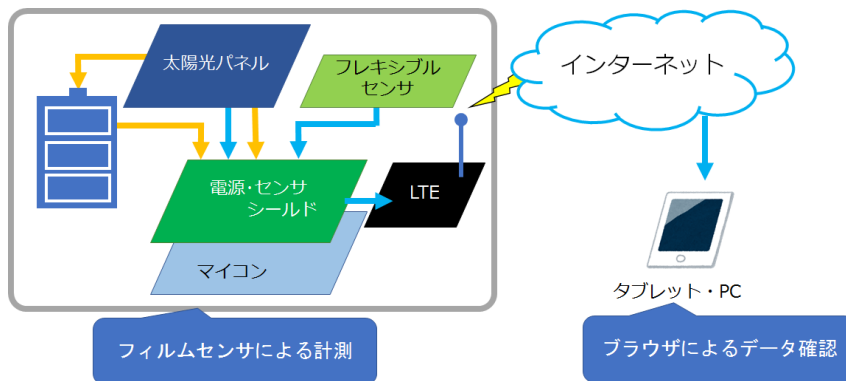 太陽光パネル
フレキシブル
センサ
インターネット
電源・センサ
シールド
LTE
マイコン
タブレット・PC
フィルムセンサによる計測
ブラウザによるデータ確認